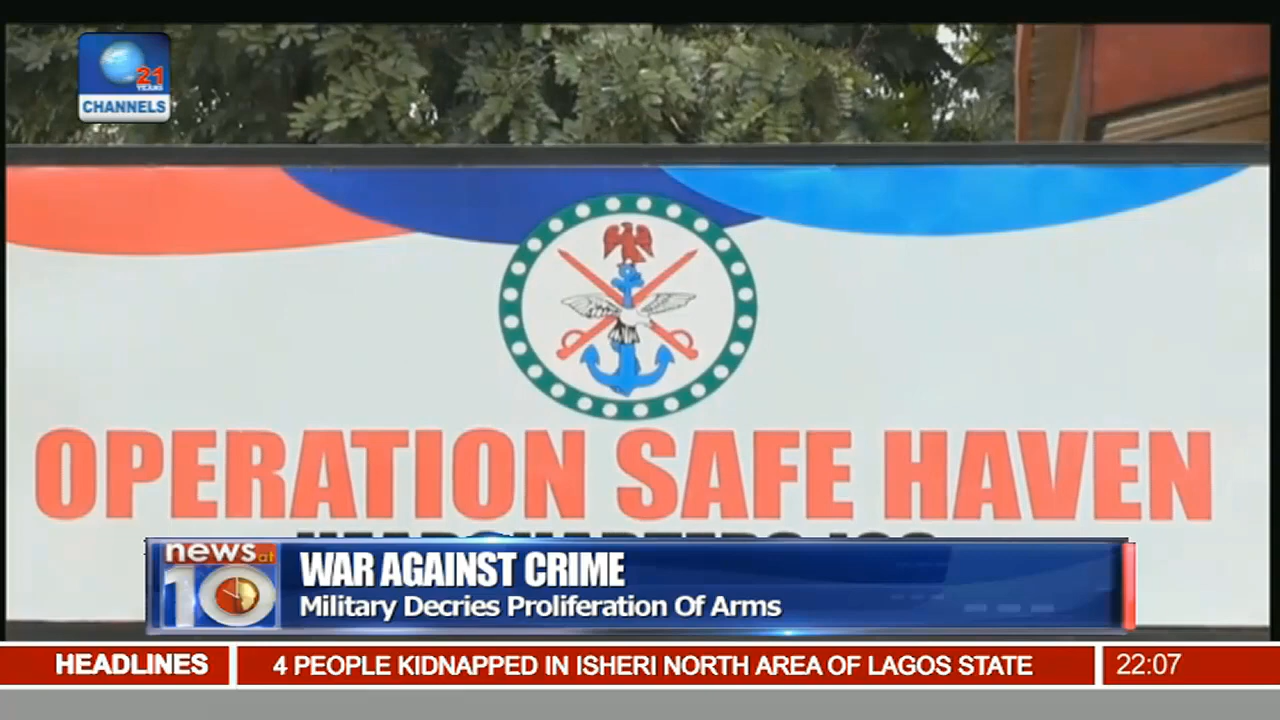 21
YEARS
CHANNELS
OPERATION SAFE HAVEN
news at
10
WAR AGAINST CRIME
Military Decries Proliferation Of Arms
HEADLINES
4 PEOPLE KIDNAPPED IN ISHERI NORTH AREA OF LAGOS STATE
22:07